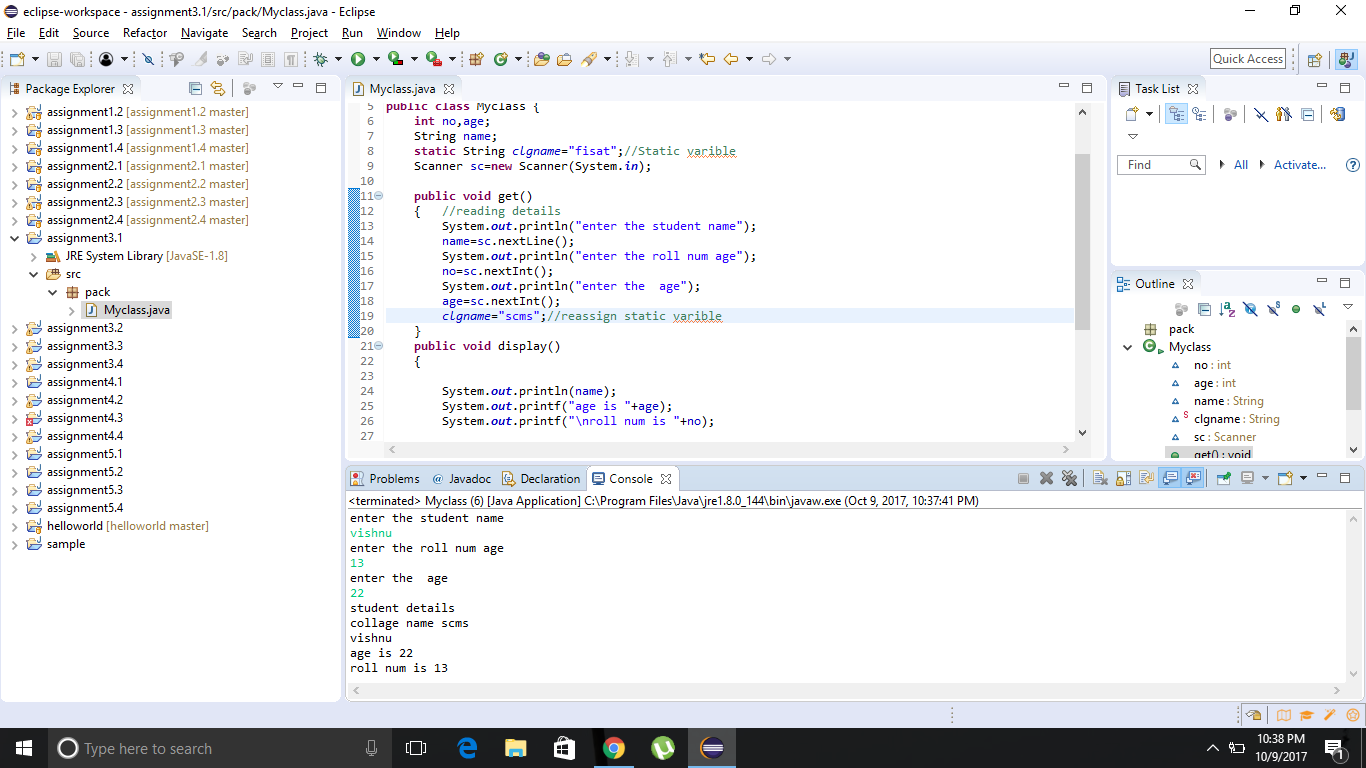 eclipse-workspace - assignment3.1/src/pack/Myclass.java - Eclipse
File Edit Source Refactor Navigate Search Project Run Window Help
Quick Access
Package Explorer
assignment1.2 [assignment1.2 master]
assignment1.3 [assignment1.3 master]
assignment1.4 [assignment1.4 master]
assignment2.1 [assignment2.1 master]
assignment2.2 [assignment2.2 master]
assignment2.3 [assignment2.3 master]
assignment2.4 [assignment2.4 master]
assignment3.1
JRE System Library [JavaSE-1.8]
src
pack
Myclass.java
assignment3.2
assignment3.3
assignment3.4
assignment4.1
assignment4.2
assignment4.3
assignment4.4
assignment5.1
assignment5.2
assignment5.3
assignment5.4
helloworld [helloworld master]
sample
Myclass.java
5 public class Myclass {
6 int no,age;
7 String name;
8 static String clgname="fisat";//Static varible
9 Scanner sc=new Scanner(System.in);
10
11 public void get()
12 { //reading details
13 System.out.println("enter the student name");
14 name=sc.nextLine();
15 System.out.println("enter the roll num age");
16 no=sc.nextInt();
17 System.out.println("enter the  age");
18 age=sc.nextInt();
19 clgname="scms";//reassign static varible
20 }
21 public void display()
22 {
23
24 System.out.println(name);
25 System.out.printf("age is "+age);
26 System.out.printf("\nroll num is "+no);
27
Task List
Find All Activate...
Outline
pack
Myclass
no : int
age : int
name : String
clgname : String
sc : Scanner
get() : void
Problems @ Javadoc Declaration Console
<terminated> Myclass (6) [Java Application] C:\Program Files\Java\jre1.8.0_144\bin\javaw.exe (Oct 9, 2017, 10:37:41 PM)
enter the student name
vishnu
enter the roll num age
13
enter the  age
22
student details
collage name scms
vishnu
age is 22
roll num is 13
Type here to search
10:38 PM
10/9/2017
1